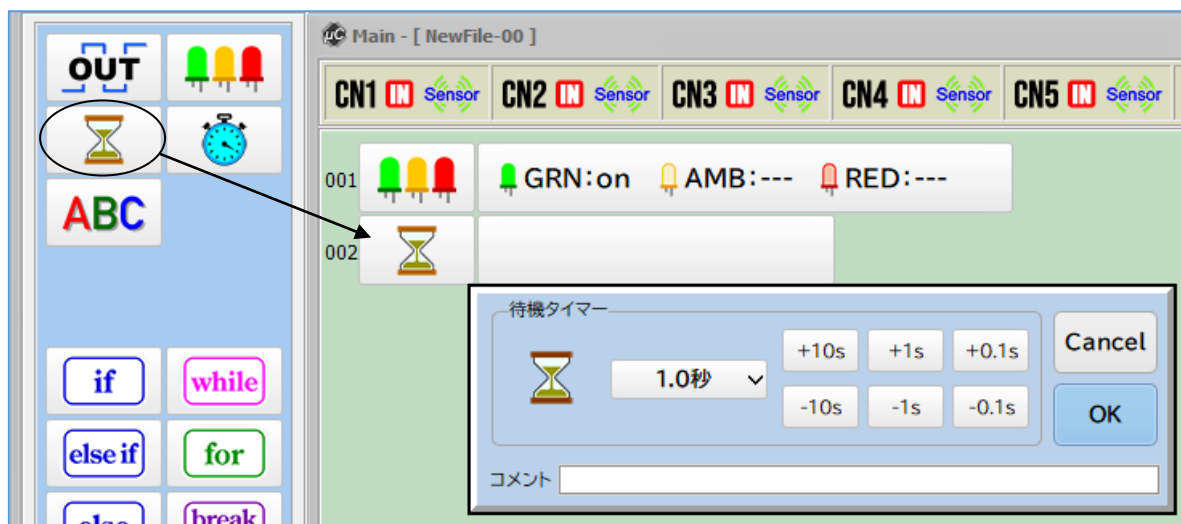 OUT
ABC
if
while
else if
for
else
break
Main - [ NewFile-00 ]
CN1 IN Sensor CN2 IN Sensor CN3 IN Sensor CN4 IN Sensor CN5 IN Sensor
001 GRN:on AMB:--- RED:---
002
待機タイマー
1.0秒
+10s +1s +0.1s
-10s -1s -0.1s
Cancel
OK
コメント